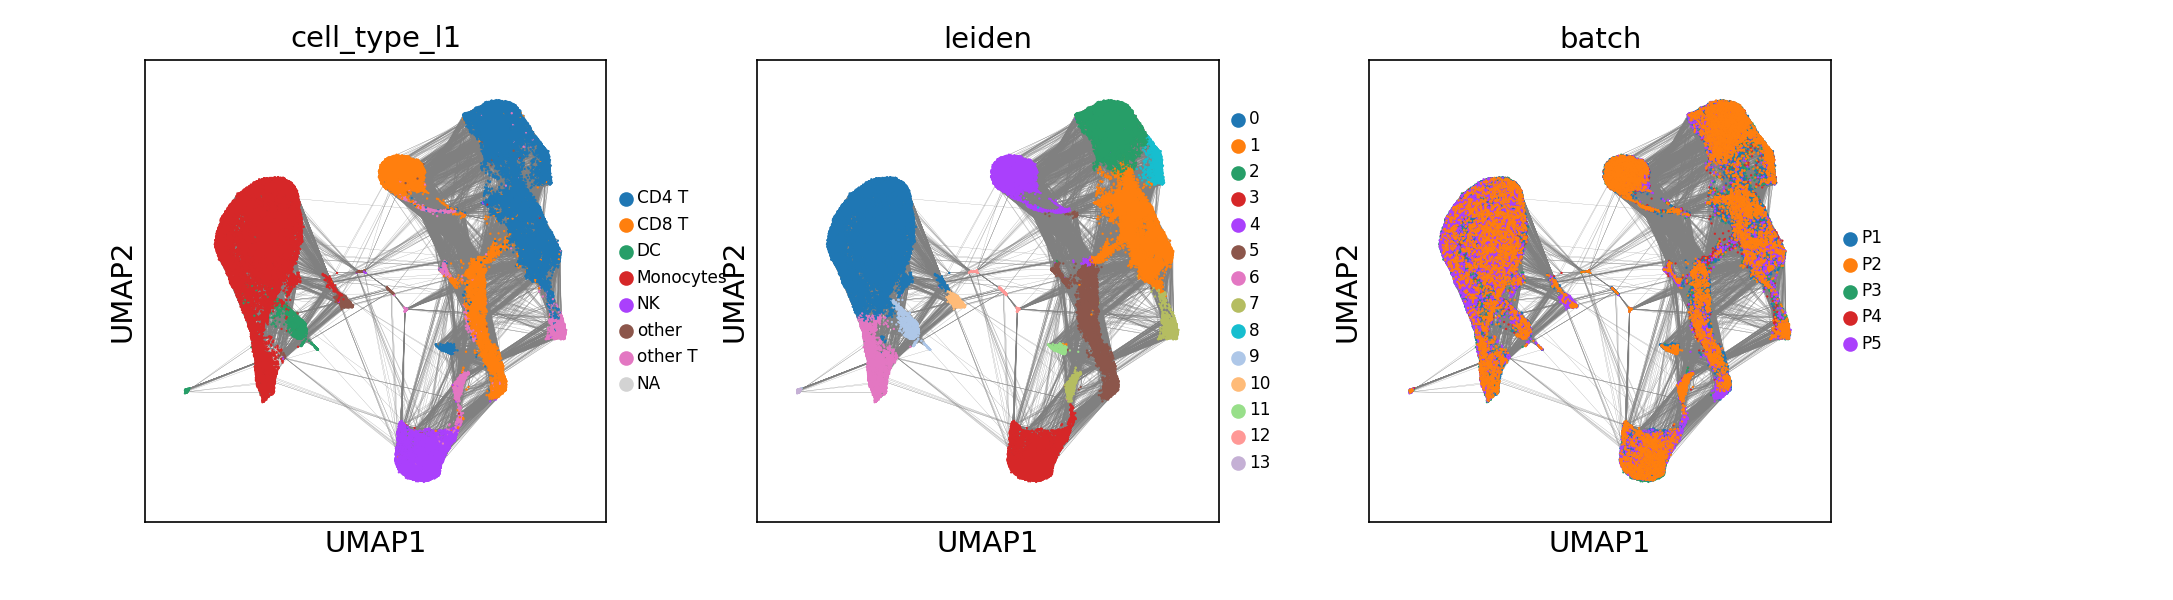 cell_type_l1
UMAP2
UMAP1
CD4 T
CD8 T
DC
Monocytes
NK
other
other T
NA
leiden
UMAP2
UMAP1
0
1
2
3
4
5
6
7
8
9
10
11
12
13
batch
UMAP2
UMAP1
P1
P2
P3
P4
P5